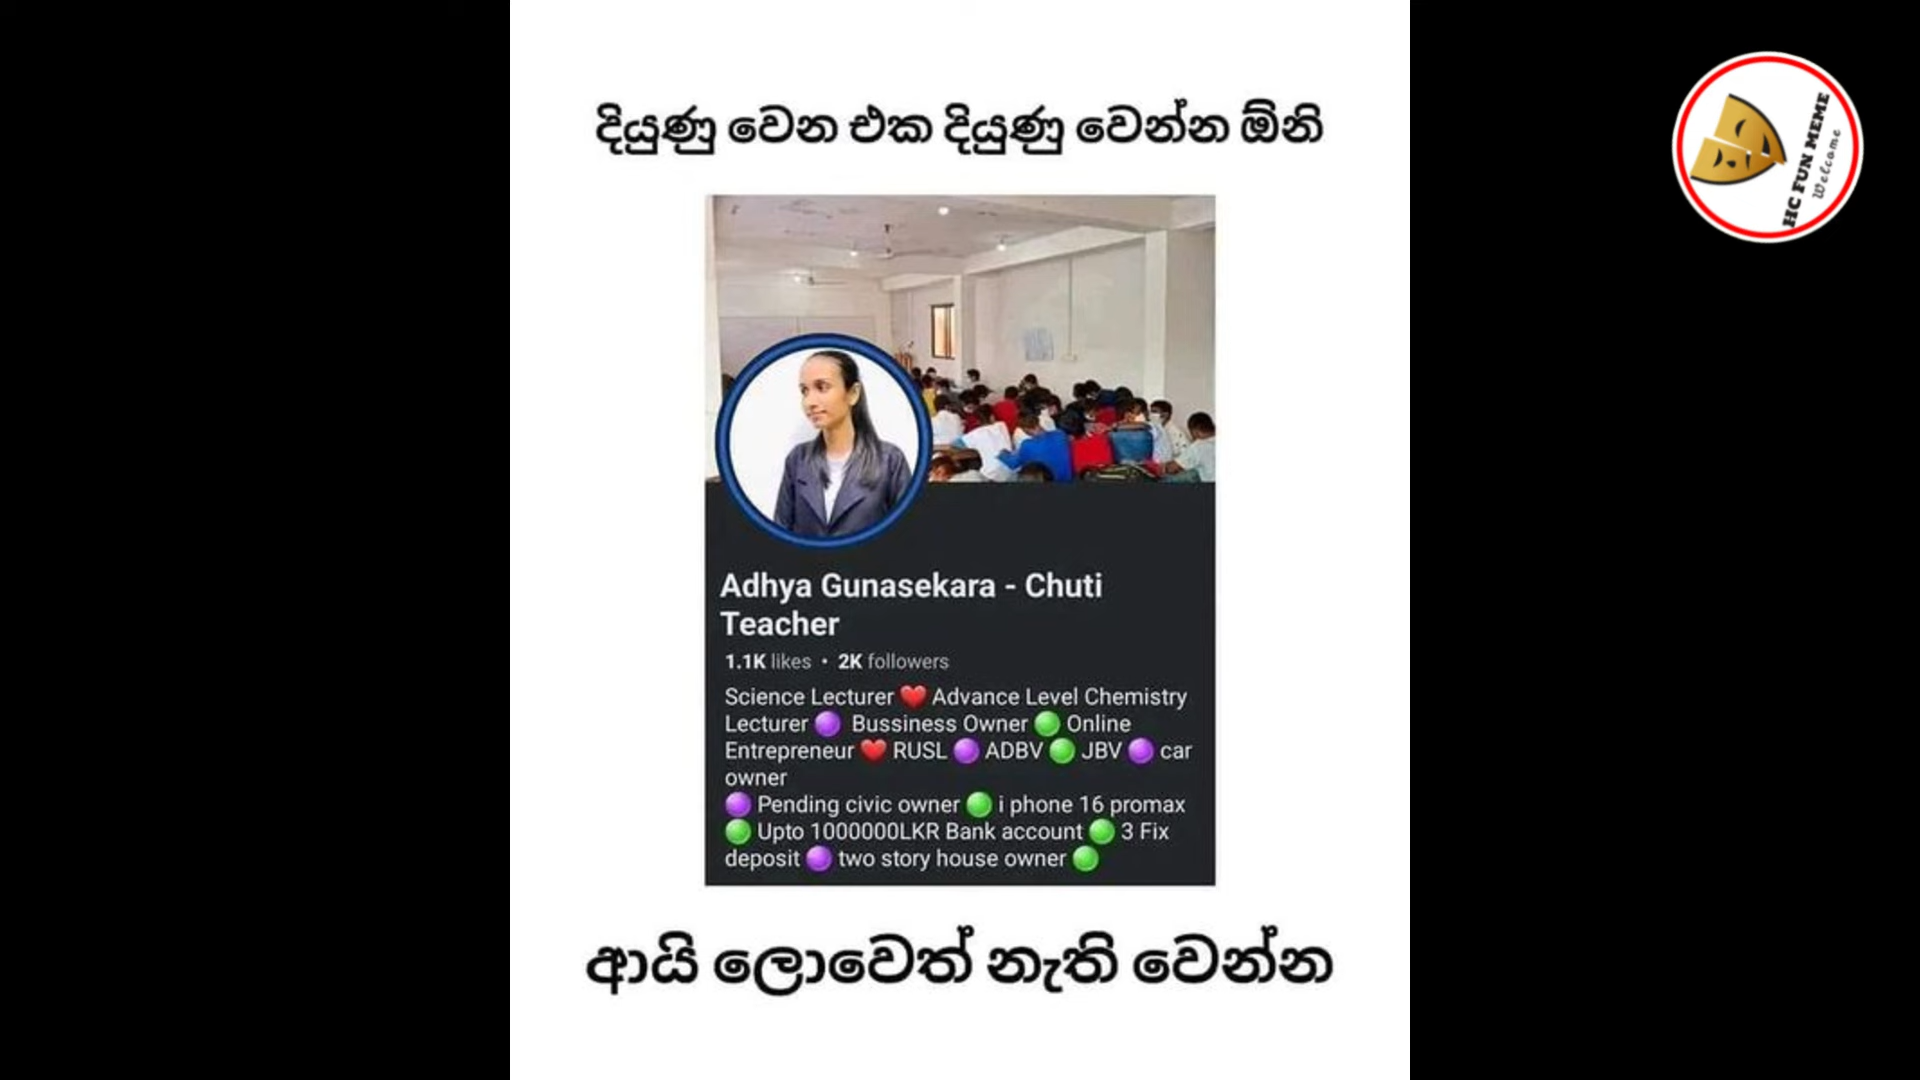 දියුණු වෙන එක දියුණු වෙන්න ඕනි
HC FUN MEME
Welcome
Adhya Gunasekara - Chuti
Teacher
1.1K likes • 2K followers
Science Lecturer ❤️ Advance Level Chemistry
Lecturer 🟣 Bussiness Owner 🟢 Online
Entrepreneur ❤️ RUSL 🟣 ADBV 🟢 JBV 🟣 car
owner
🟣 Pending civic owner 🟢 i phone 16 promax
🟢 Upto 1000000LKR Bank account 🟢 3 Fix
deposit 🟣 two story house owner 🟢
ආයි ලොවෙත් නැති වෙන්න